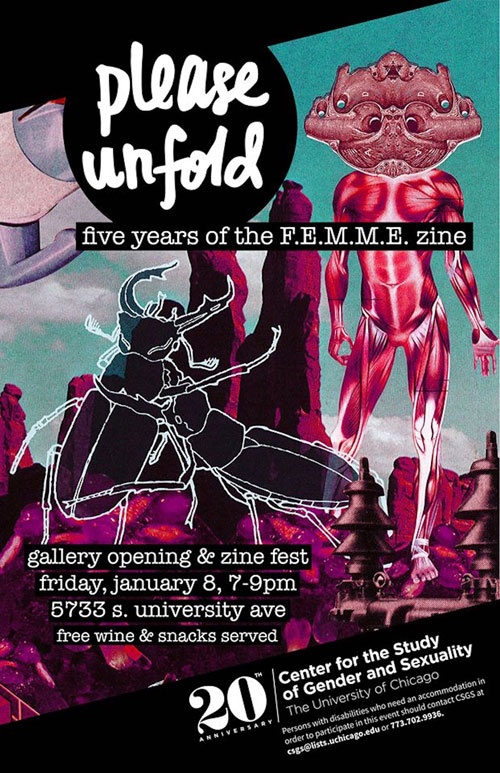 please
unfold
five years of the F.E.M.M.E. zine
gallery opening & zine fest
friday, january 8, 7-9pm
5733 s. university ave
free wine & snacks served
20TH
ANNIVERSARY
Center for the Study
of Gender and Sexuality
The University of Chicago
Persons with disabilities who need an accommodation in
order to participate in this event should contact CSGS at
csgs@lists.uchicago.edu or 773.702.9936.